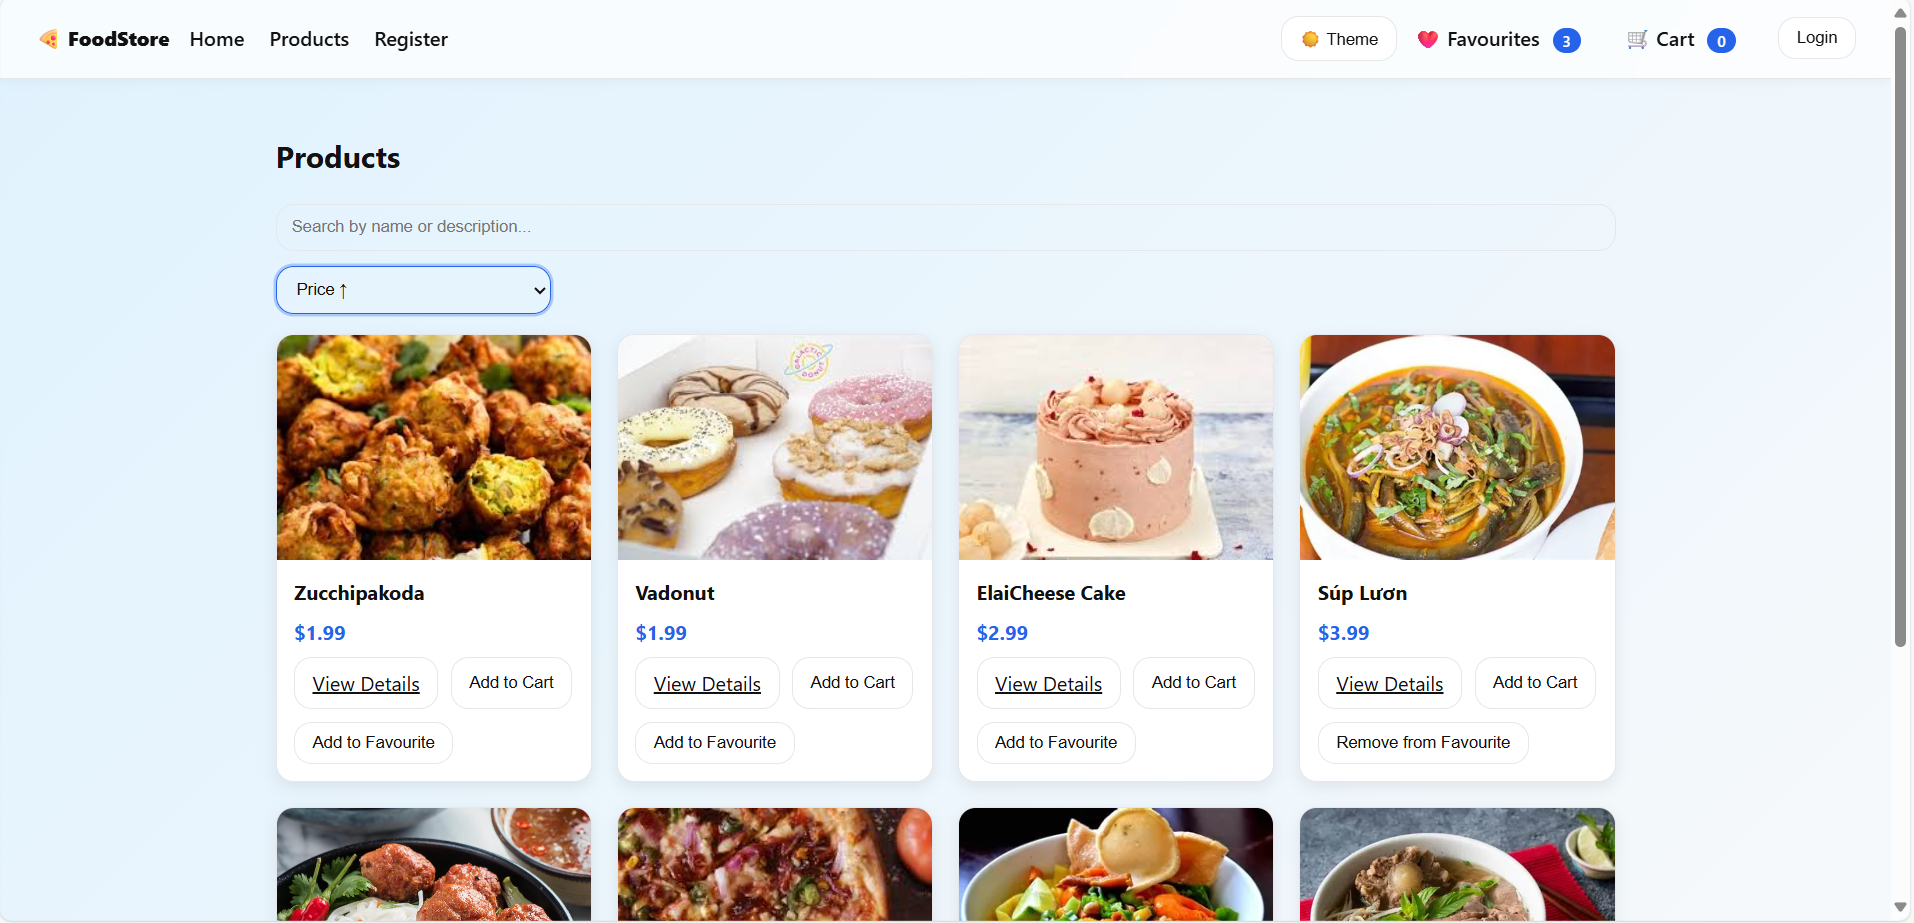 FoodStore Home Products Register Theme Favourites 3 Cart 0 Login
Products
Search by name or description...
Price ↑
GALACTIC DONUT
Zucchipakoda Vadonut ElaiCheese Cake Súp Lươn
$1.99 $1.99 $2.99 $3.99
View Details Add to Cart View Details Add to Cart View Details Add to Cart View Details Add to Cart
Add to Favourite Add to Favourite Add to Favourite Remove from Favourite